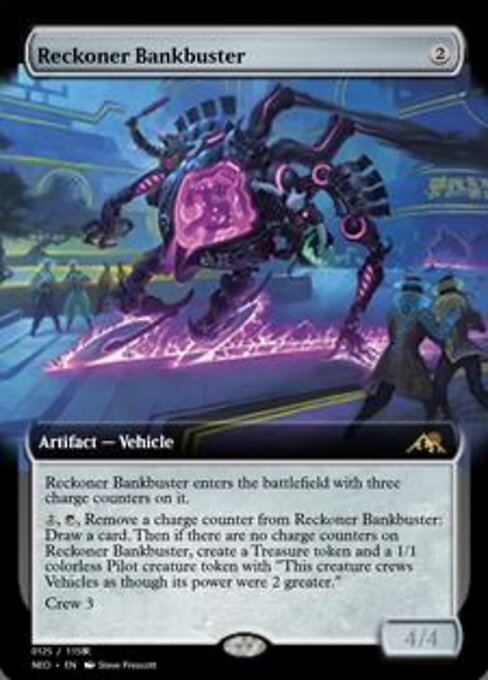 Reckoner Bankbuster 2
Artifact — Vehicle
Reckoner Bankbuster enters the battlefield with three
charge counters on it.
2, T, Remove a charge counter from Reckoner Bankbuster:
Draw a card. Then if there are no charge counters on
Reckoner Bankbuster, create a Treasure token and a 1/1
colorless Pilot creature token with “This creature crews
Vehicles as though its power were 2 greater.”
Crew 3
4/4
NEO • EN Steve Prescott